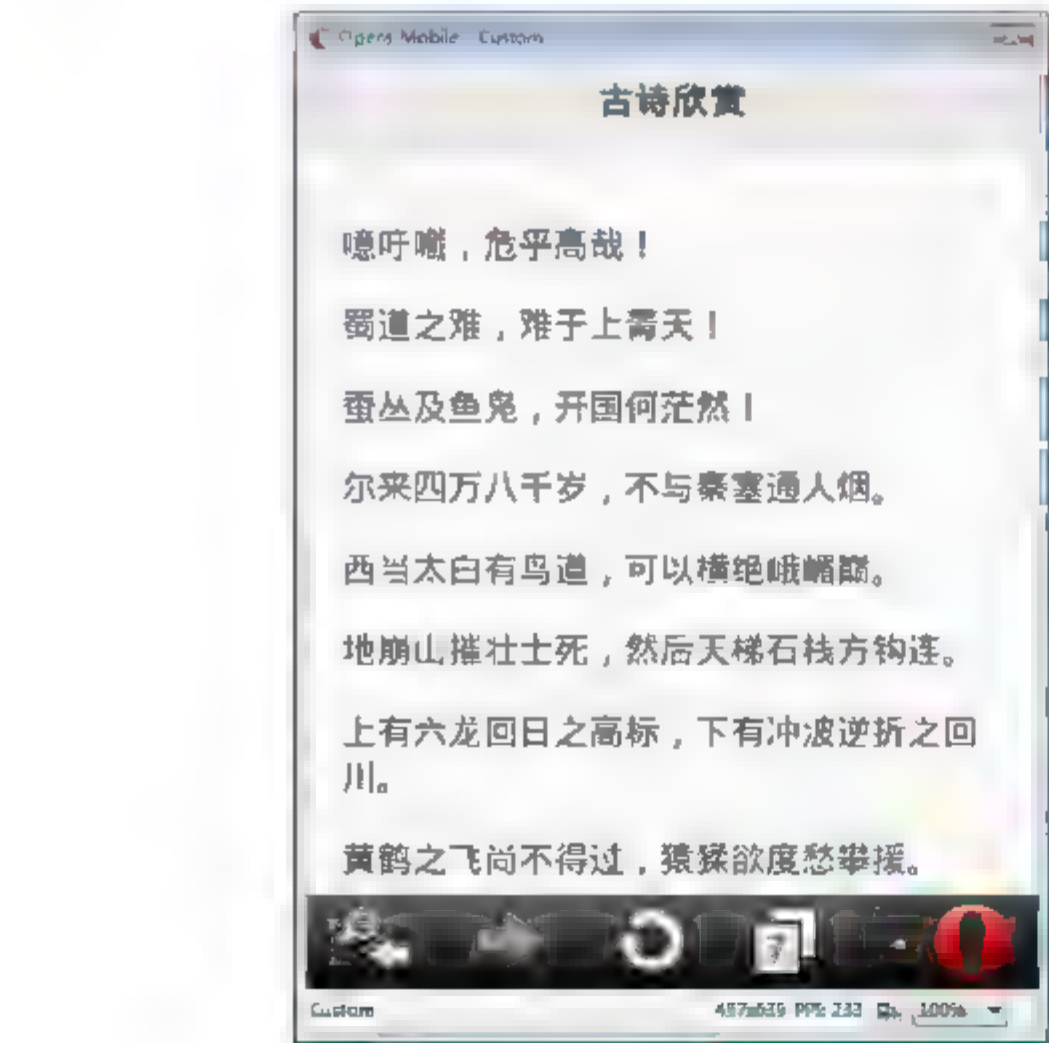 Opera Mobile - Custom
古诗欣赏
噫吁嚱，危乎高哉！
蜀道之难，难于上青天！
蚕丛及鱼凫，开国何茫然！
尔来四万八千岁，不与秦塞通人烟。
西当太白有鸟道，可以横绝峨嵋巅。
地崩山摧壮士死，然后天梯石栈方钩连。
上有六龙回日之高标，下有冲波逆折之回
川。
黄鹤之飞尚不得过，猿猱欲度愁攀援。
7
Custom
PPI: 233
100%